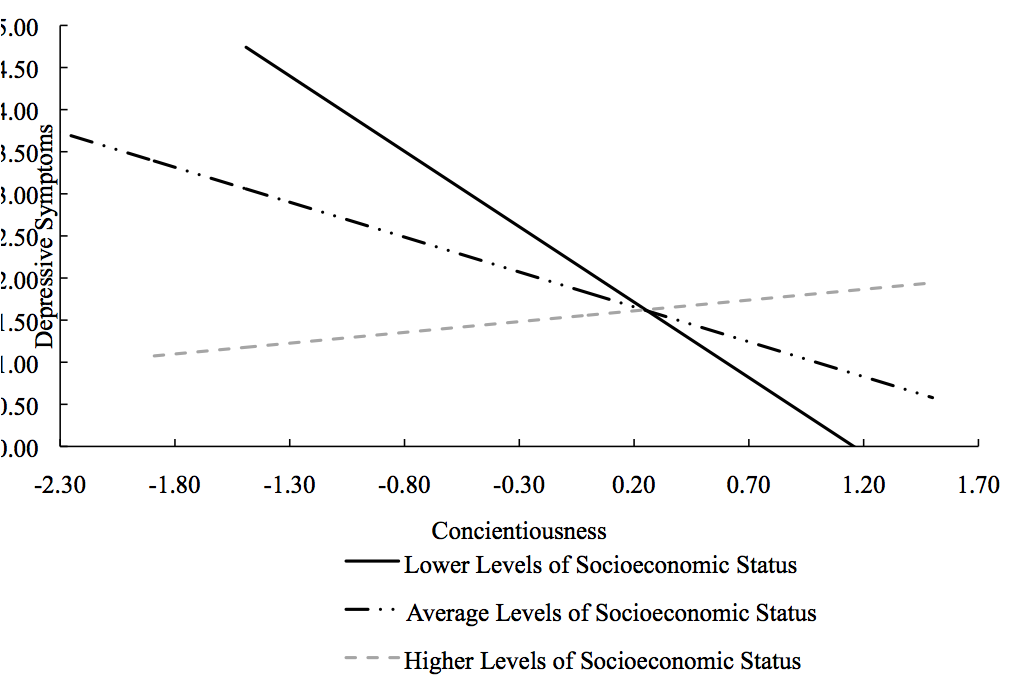 5.00
4.50
4.00
3.50
3.00
2.50
2.00
1.50
1.00
0.50
0.00
Depressive Symptoms
-2.30 -1.80 -1.30 -0.80 -0.30 0.20 0.70 1.20 1.70
Concientiousness
Lower Levels of Socioeconomic Status
Average Levels of Socioeconomic Status
Higher Levels of Socioeconomic Status